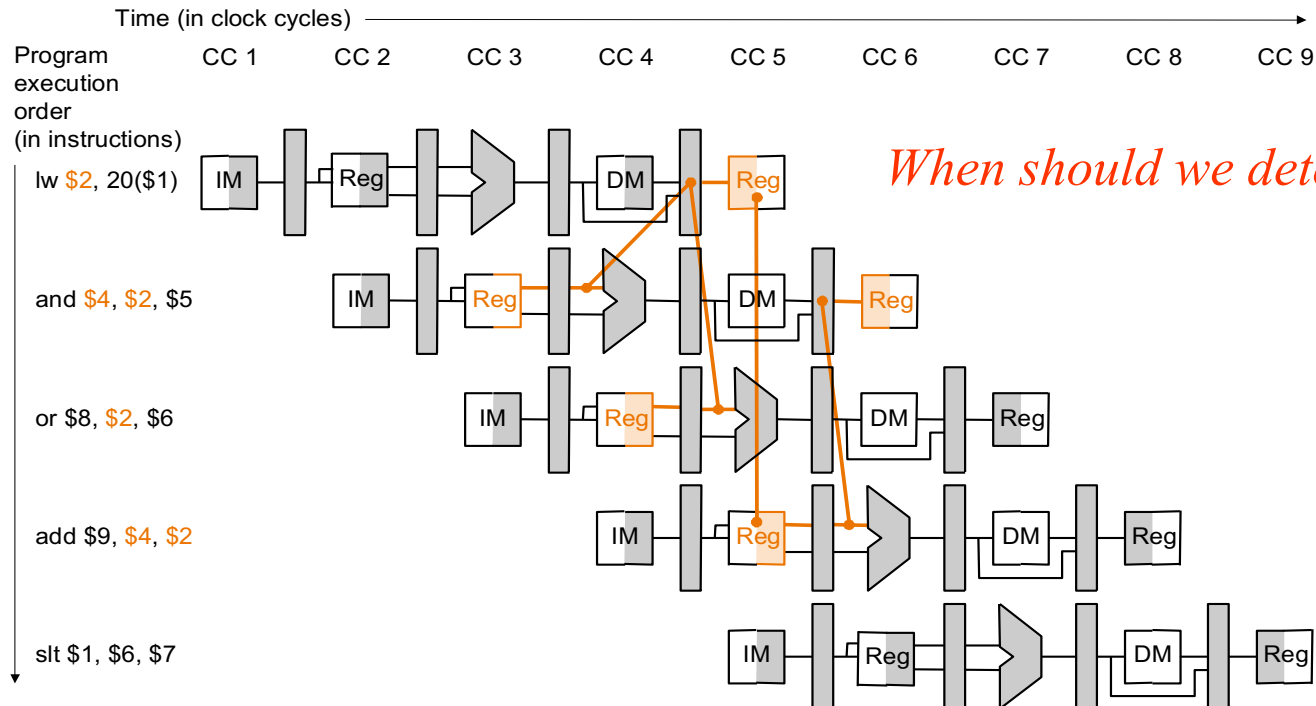 Time (in clock cycles)
Program
execution
order
(in instructions)
CC 1 CC 2 CC 3 CC 4 CC 5 CC 6 CC 7 CC 8 CC 9
When should we dete
lw $2, 20($1) IM Reg DM Reg
and $4, $2, $5 IM Reg DM Reg
or $8, $2, $6 IM Reg DM Reg
add $9, $4, $2 IM Reg DM Reg
slt $1, $6, $7 IM Reg DM Reg